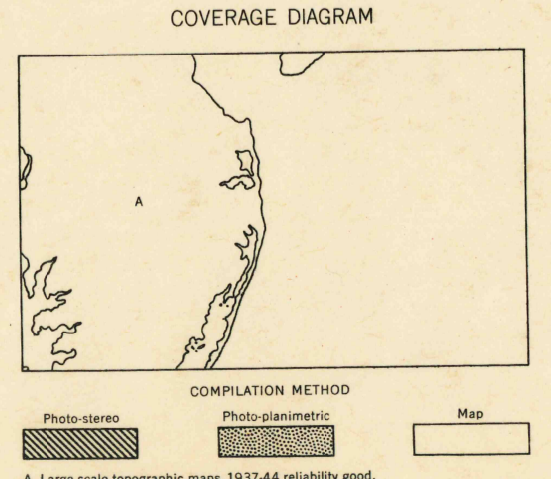 COVERAGE DIAGRAM
A
COMPILATION METHOD
Photo-stereo Photo-planimetric Map
A. Large scale topographic maps, 1937-44 reliability good.